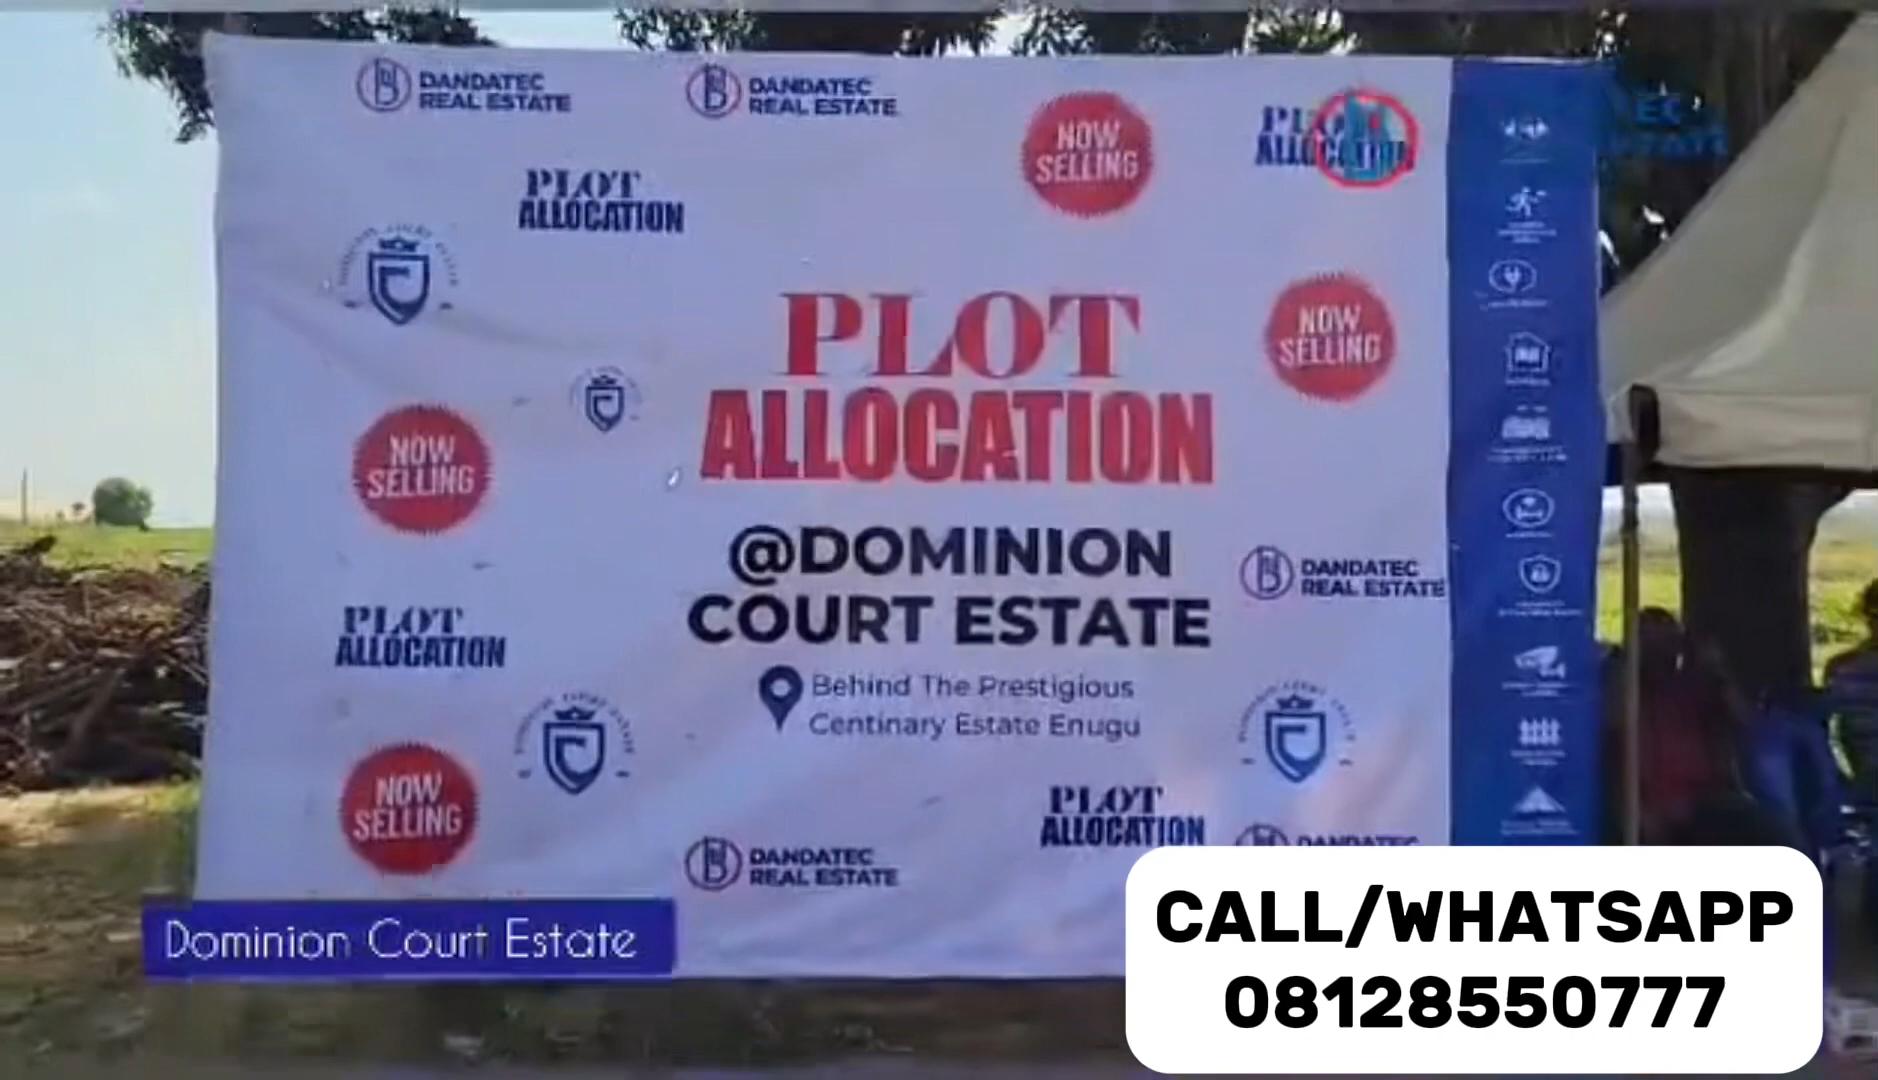 DANDATEC
REAL ESTATE
DANDATEC
REAL ESTATE
NOW
SELLING
PLOT
ALLOCATION
PLOT
ALLOCATION
NOW
SELLING
PLOT
ALLOCATION
NOW
SELLING
@DOMINION
COURT ESTATE
DANDATEC
REAL ESTATE
PLOT
ALLOCATION
Behind The Prestigious
Centinary Estate Enugu
NOW
SELLING
PLOT
ALLOCATION
DANDATEC
REAL ESTATE
DANDATEC
Dominion Court Estate
CALL/WHATSAPP
08128550777